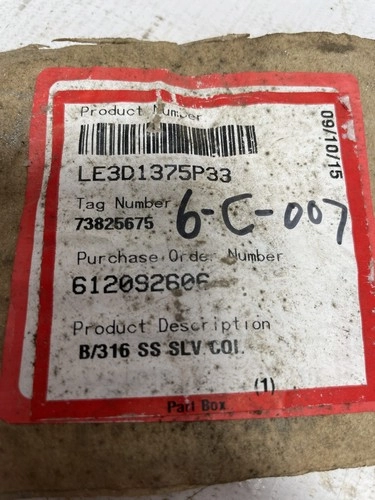 Product Number
09/10/15
LE3D1375P33
Tag Number
73825675
6-C-007
Purchase Order Number
612092606
Product Description
B/316 SS SLV COL
(1)
Part Box